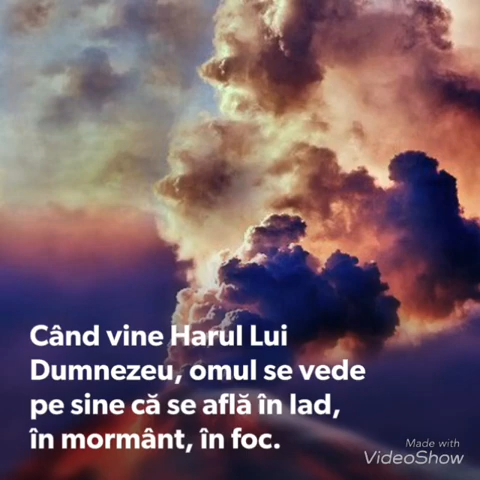 Când vine Harul Lui
Dumnezeu, omul se vede
pe sine că se află în Iad,
în mormânt, în foc.
Made with
VideoShow